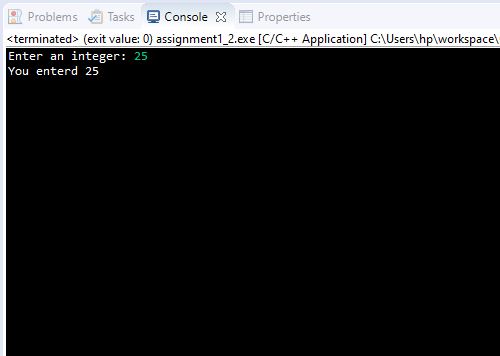 Problems Tasks Console Properties
<terminated> (exit value: 0) assignment1_2.exe [C/C++ Application] C:\Users\hp\workspace\
Enter an integer: 25
You enterd 25